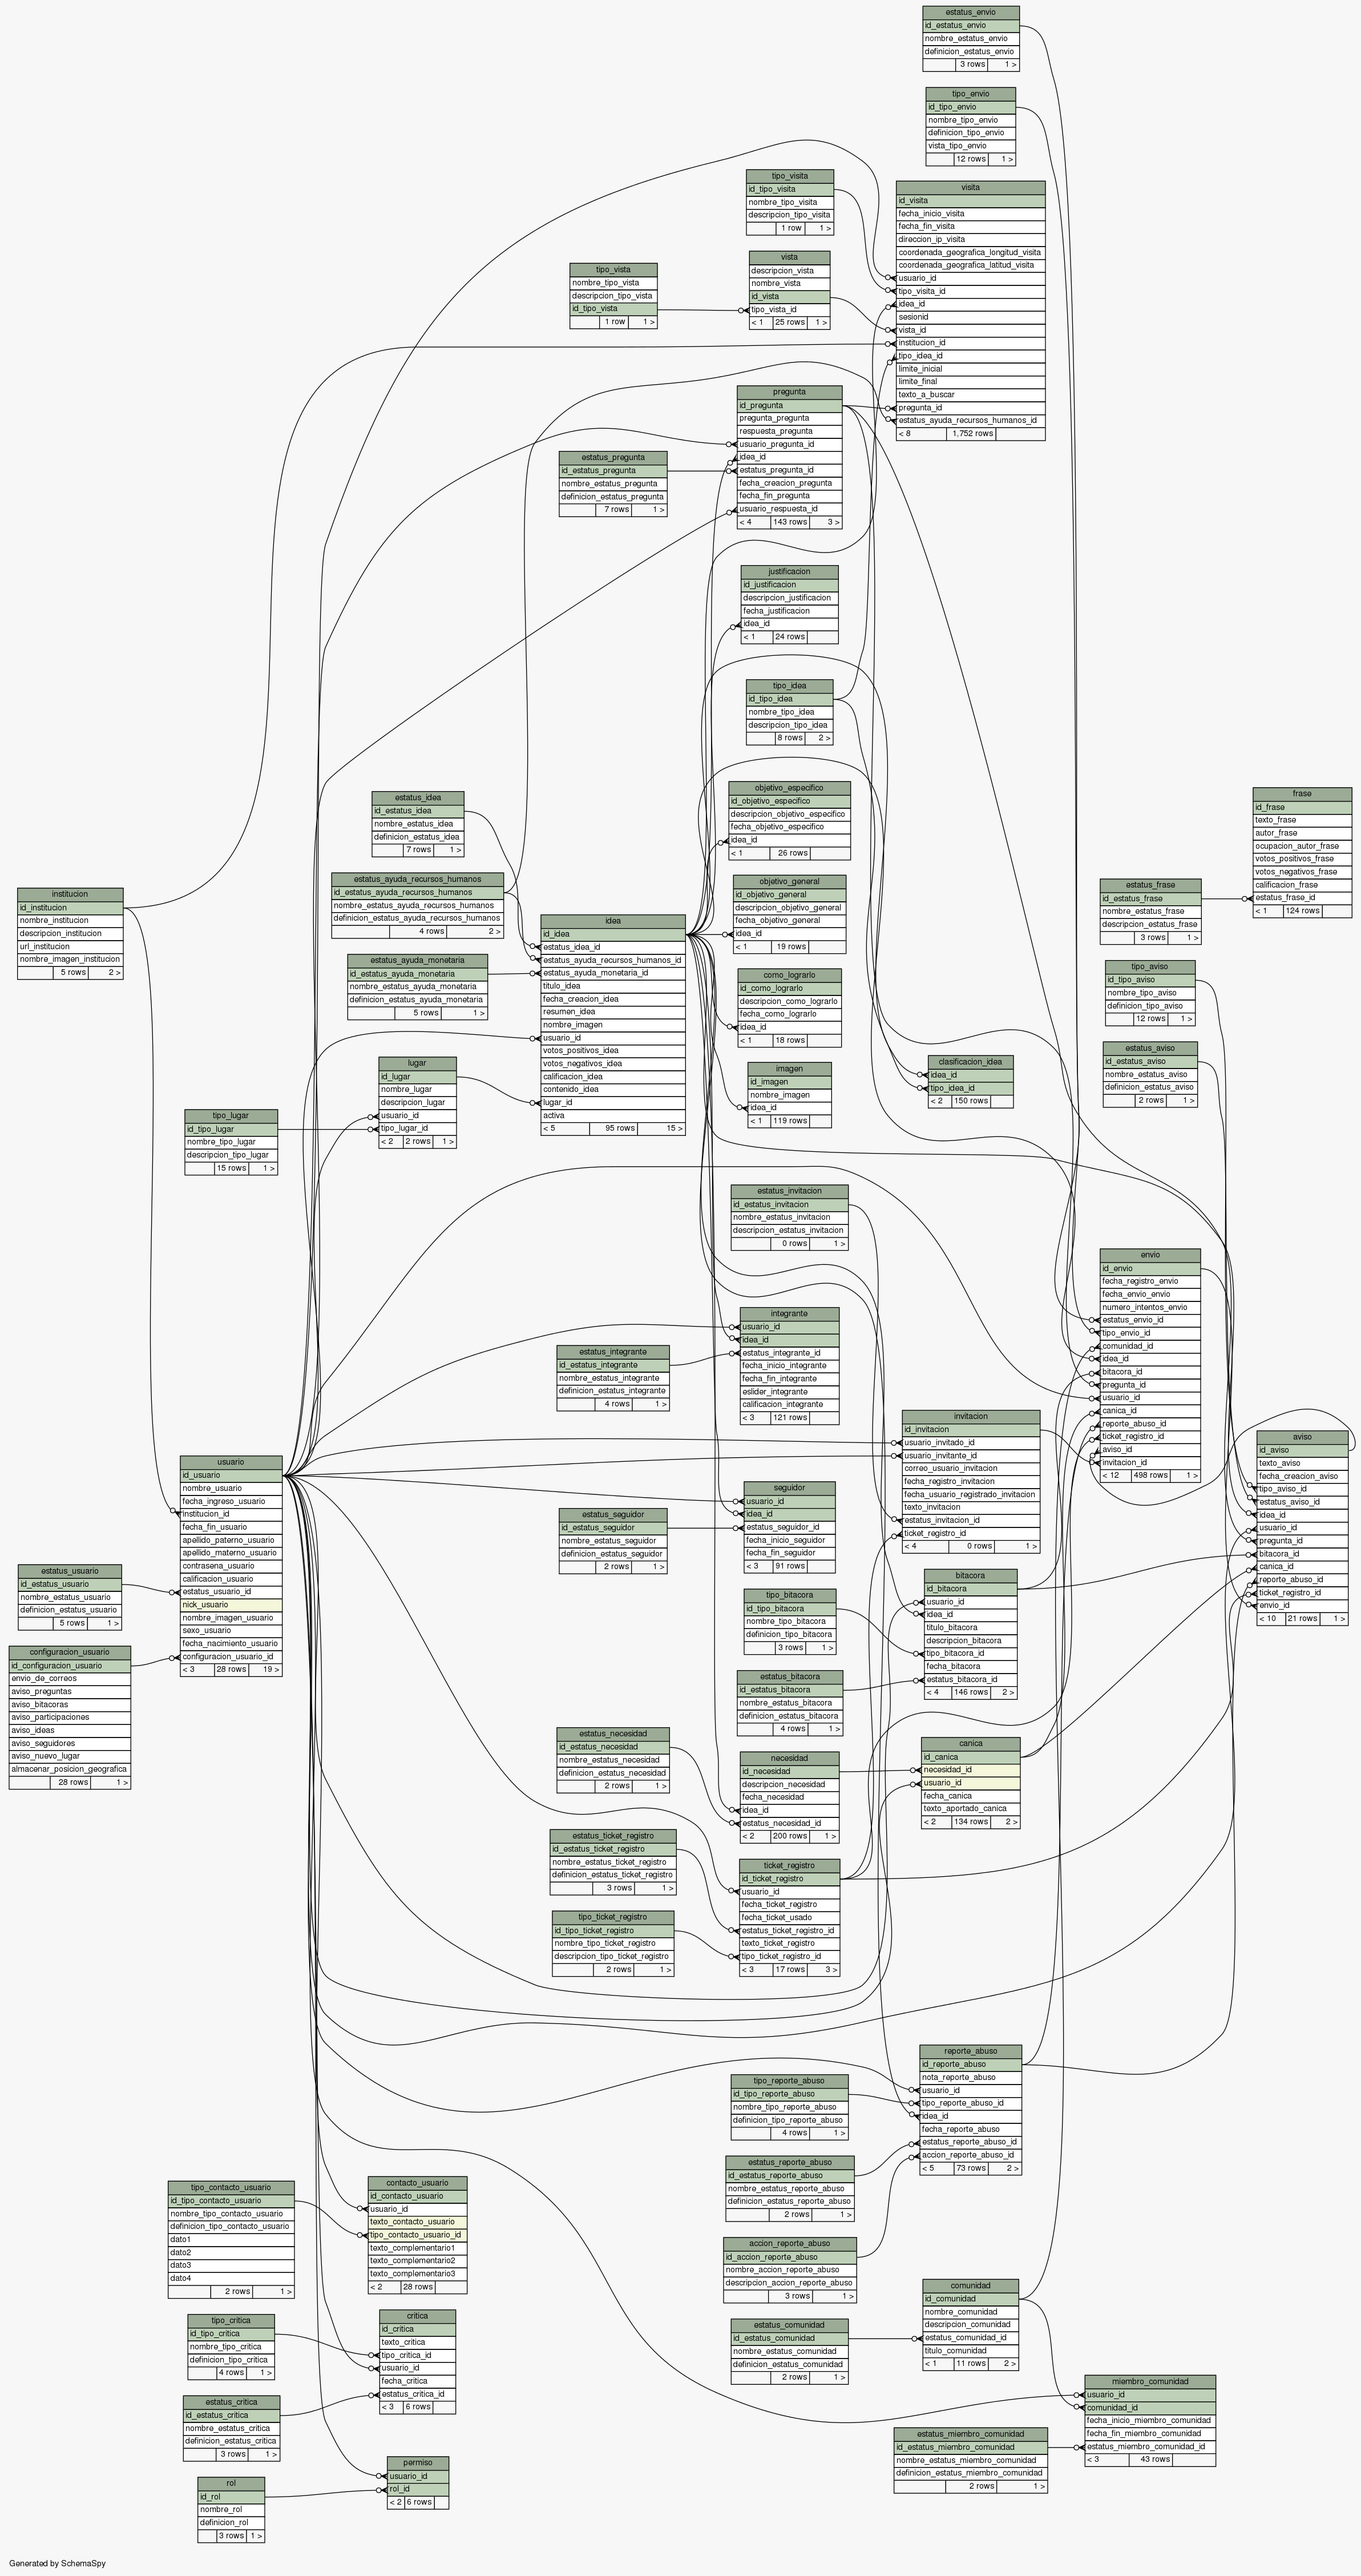 estatus_envio
id_estatus_envio
nombre_estatus_envio
definicion_estatus_envio
3 rows 1 >
tipo_envio
id_tipo_envio
nombre_tipo_envio
definicion_tipo_envio
vista_tipo_envio
12 rows 1 >
tipo_visita
id_tipo_visita
nombre_tipo_visita
descripcion_tipo_visita
1 row 1 >
visita
id_visita
fecha_inicio_visita
fecha_fin_visita
direccion_ip_visita
coordenada_geografica_longitud_visita
coordenada_geografica_latitud_visita
usuario_id
tipo_visita_id
idea_id
sesionid
vista_id
institucion_id
tipo_idea_id
limite_inicial
limite_final
texto_a_buscar
pregunta_id
estatus_ayuda_recursos_humanos_id
< 8 1,752 rows
vista
descripcion_vista
nombre_vista
id_vista
tipo_vista_id
< 1 25 rows 1 >
tipo_vista
nombre_tipo_vista
descripcion_tipo_vista
id_tipo_vista
1 row 1 >
pregunta
id_pregunta
pregunta_pregunta
respuesta_pregunta
usuario_pregunta_id
idea_id
estatus_pregunta_id
fecha_creacion_pregunta
fecha_fin_pregunta
usuario_respuesta_id
< 4 143 rows 3 >
estatus_pregunta
id_estatus_pregunta
nombre_estatus_pregunta
definicion_estatus_pregunta
7 rows 1 >
justificacion
id_justificacion
descripcion_justificacion
fecha_justificacion
idea_id
< 1 24 rows
tipo_idea
id_tipo_idea
nombre_tipo_idea
descripcion_tipo_idea
8 rows 2 >
estatus_idea
id_estatus_idea
nombre_estatus_idea
definicion_estatus_idea
7 rows 1 >
objetivo_especifico
id_objetivo_especifico
descripcion_objetivo_especifico
fecha_objetivo_especifico
idea_id
< 1 26 rows
frase
id_frase
texto_frase
autor_frase
ocupacion_autor_frase
votos_positivos_frase
votos_negativos_frase
calificacion_frase
estatus_frase_id
< 1 124 rows
estatus_frase
id_estatus_frase
nombre_estatus_frase
descripcion_estatus_frase
3 rows 1 >
institucion
id_institucion
nombre_institucion
descripcion_institucion
url_institucion
nombre_imagen_institucion
5 rows 2 >
estatus_ayuda_recursos_humanos
id_estatus_ayuda_recursos_humanos
nombre_estatus_ayuda_recursos_humanos
definicion_estatus_ayuda_recursos_humanos
4 rows 2 >
estatus_ayuda_monetaria
id_estatus_ayuda_monetaria
nombre_estatus_ayuda_monetaria
definicion_estatus_ayuda_monetaria
5 rows 1 >
idea
id_idea
estatus_idea_id
estatus_ayuda_recursos_humanos_id
estatus_ayuda_monetaria_id
titulo_idea
fecha_creacion_idea
resumen_idea
nombre_imagen
usuario_id
votos_positivos_idea
votos_negativos_idea
calificacion_idea
contenido_idea
lugar_id
activa
< 5 95 rows 15 >
objetivo_general
id_objetivo_general
descripcion_objetivo_general
fecha_objetivo_general
idea_id
< 1 19 rows
como_lograrlo
id_como_lograrlo
descripcion_como_lograrlo
fecha_como_lograrlo
idea_id
< 1 18 rows
tipo_aviso
id_tipo_aviso
nombre_tipo_aviso
definicion_tipo_aviso
12 rows 1 >
estatus_aviso
id_estatus_aviso
nombre_estatus_aviso
definicion_estatus_aviso
2 rows 1 >
lugar
id_lugar
nombre_lugar
descripcion_lugar
usuario_id
tipo_lugar_id
< 2 2 rows 1 >
imagen
id_imagen
nombre_imagen
idea_id
< 1 119 rows
clasificacion_idea
idea_id
tipo_idea_id
< 2 150 rows
tipo_lugar
id_tipo_lugar
nombre_tipo_lugar
descripcion_tipo_lugar
15 rows 1 >
estatus_invitacion
id_estatus_invitacion
nombre_estatus_invitacion
descripcion_estatus_invitacion
0 rows 1 >
envio
id_envio
fecha_registro_envio
fecha_envio_envio
numero_intentos_envio
estatus_envio_id
tipo_envio_id
comunidad_id
idea_id
bitacora_id
pregunta_id
usuario_id
canica_id
reporte_abuso_id
ticket_registro_id
aviso_id
invitacion_id
< 12 498 rows 1 >
integrante
usuario_id
idea_id
estatus_integrante_id
fecha_inicio_integrante
fecha_fin_integrante
eslider_integrante
calificacion_integrante
< 3 121 rows
estatus_integrante
id_estatus_integrante
nombre_estatus_integrante
definicion_estatus_integrante
4 rows 1 >
invitacion
id_invitacion
usuario_invitado_id
usuario_invitante_id
correo_usuario_invitacion
fecha_registro_invitacion
fecha_usuario_registrado_invitacion
texto_invitacion
estatus_invitacion_id
ticket_registro_id
< 4 0 rows 1 >
aviso
id_aviso
texto_aviso
fecha_creacion_aviso
tipo_aviso_id
estatus_aviso_id
idea_id
usuario_id
pregunta_id
bitacora_id
canica_id
reporte_abuso_id
ticket_registro_id
envio_id
< 10 21 rows 1 >
usuario
id_usuario
nombre_usuario
fecha_ingreso_usuario
institucion_id
fecha_fin_usuario
apellido_paterno_usuario
apellido_materno_usuario
contrasena_usuario
calificacion_usuario
estatus_usuario_id
nick_usuario
nombre_imagen_usuario
sexo_usuario
fecha_nacimiento_usuario
configuracion_usuario_id
< 3 28 rows 19 >
seguidor
usuario_id
idea_id
estatus_seguidor_id
fecha_inicio_seguidor
fecha_fin_seguidor
< 3 91 rows
estatus_seguidor
id_estatus_seguidor
nombre_estatus_seguidor
definicion_estatus_seguidor
2 rows 1 >
estatus_usuario
id_estatus_usuario
nombre_estatus_usuario
definicion_estatus_usuario
5 rows 1 >
bitacora
id_bitacora
usuario_id
idea_id
titulo_bitacora
descripcion_bitacora
tipo_bitacora_id
fecha_bitacora
estatus_bitacora_id
< 4 146 rows 2 >
tipo_bitacora
id_tipo_bitacora
nombre_tipo_bitacora
definicion_tipo_bitacora
3 rows 1 >
configuracion_usuario
id_configuracion_usuario
envio_de_correos
aviso_preguntas
aviso_bitacoras
aviso_participaciones
aviso_ideas
aviso_seguidores
aviso_nuevo_lugar
almacenar_posicion_geografica
28 rows 1 >
estatus_bitacora
id_estatus_bitacora
nombre_estatus_bitacora
definicion_estatus_bitacora
4 rows 1 >
estatus_necesidad
id_estatus_necesidad
nombre_estatus_necesidad
definicion_estatus_necesidad
2 rows 1 >
canica
id_canica
necesidad_id
usuario_id
fecha_canica
texto_aportado_canica
< 2 134 rows 2 >
necesidad
id_necesidad
descripcion_necesidad
fecha_necesidad
idea_id
estatus_necesidad_id
< 2 200 rows 1 >
estatus_ticket_registro
id_estatus_ticket_registro
nombre_estatus_ticket_registro
definicion_estatus_ticket_registro
3 rows 1 >
ticket_registro
id_ticket_registro
usuario_id
fecha_ticket_registro
fecha_ticket_usado
estatus_ticket_registro_id
texto_ticket_registro
tipo_ticket_registro_id
< 3 17 rows 3 >
tipo_ticket_registro
id_tipo_ticket_registro
nombre_tipo_ticket_registro
descripcion_tipo_ticket_registro
2 rows 1 >
reporte_abuso
id_reporte_abuso
nota_reporte_abuso
usuario_id
tipo_reporte_abuso_id
idea_id
fecha_reporte_abuso
estatus_reporte_abuso_id
accion_reporte_abuso_id
< 5 73 rows 2 >
tipo_reporte_abuso
id_tipo_reporte_abuso
nombre_tipo_reporte_abuso
definicion_tipo_reporte_abuso
4 rows 1 >
estatus_reporte_abuso
id_estatus_reporte_abuso
nombre_estatus_reporte_abuso
definicion_estatus_reporte_abuso
2 rows 1 >
contacto_usuario
id_contacto_usuario
usuario_id
texto_contacto_usuario
tipo_contacto_usuario_id
texto_complementario1
texto_complementario2
texto_complementario3
< 2 28 rows
tipo_contacto_usuario
id_tipo_contacto_usuario
nombre_tipo_contacto_usuario
definicion_tipo_contacto_usuario
dato1
dato2
dato3
dato4
2 rows 1 >
accion_reporte_abuso
id_accion_reporte_abuso
nombre_accion_reporte_abuso
descripcion_accion_reporte_abuso
3 rows 1 >
comunidad
id_comunidad
nombre_comunidad
descripcion_comunidad
estatus_comunidad_id
titulo_comunidad
< 1 11 rows 2 >
critica
id_critica
texto_critica
tipo_critica_id
usuario_id
fecha_critica
estatus_critica_id
< 3 6 rows
tipo_critica
id_tipo_critica
nombre_tipo_critica
definicion_tipo_critica
4 rows 1 >
estatus_comunidad
id_estatus_comunidad
nombre_estatus_comunidad
definicion_estatus_comunidad
2 rows 1 >
miembro_comunidad
usuario_id
comunidad_id
fecha_inicio_miembro_comunidad
fecha_fin_miembro_comunidad
estatus_miembro_comunidad_id
< 3 43 rows
estatus_critica
id_estatus_critica
nombre_estatus_critica
definicion_estatus_critica
3 rows 1 >
estatus_miembro_comunidad
id_estatus_miembro_comunidad
nombre_estatus_miembro_comunidad
definicion_estatus_miembro_comunidad
2 rows 1 >
permiso
usuario_id
rol_id
< 2 6 rows
rol
id_rol
nombre_rol
definicion_rol
3 rows 1 >
Generated by SchemaSpy